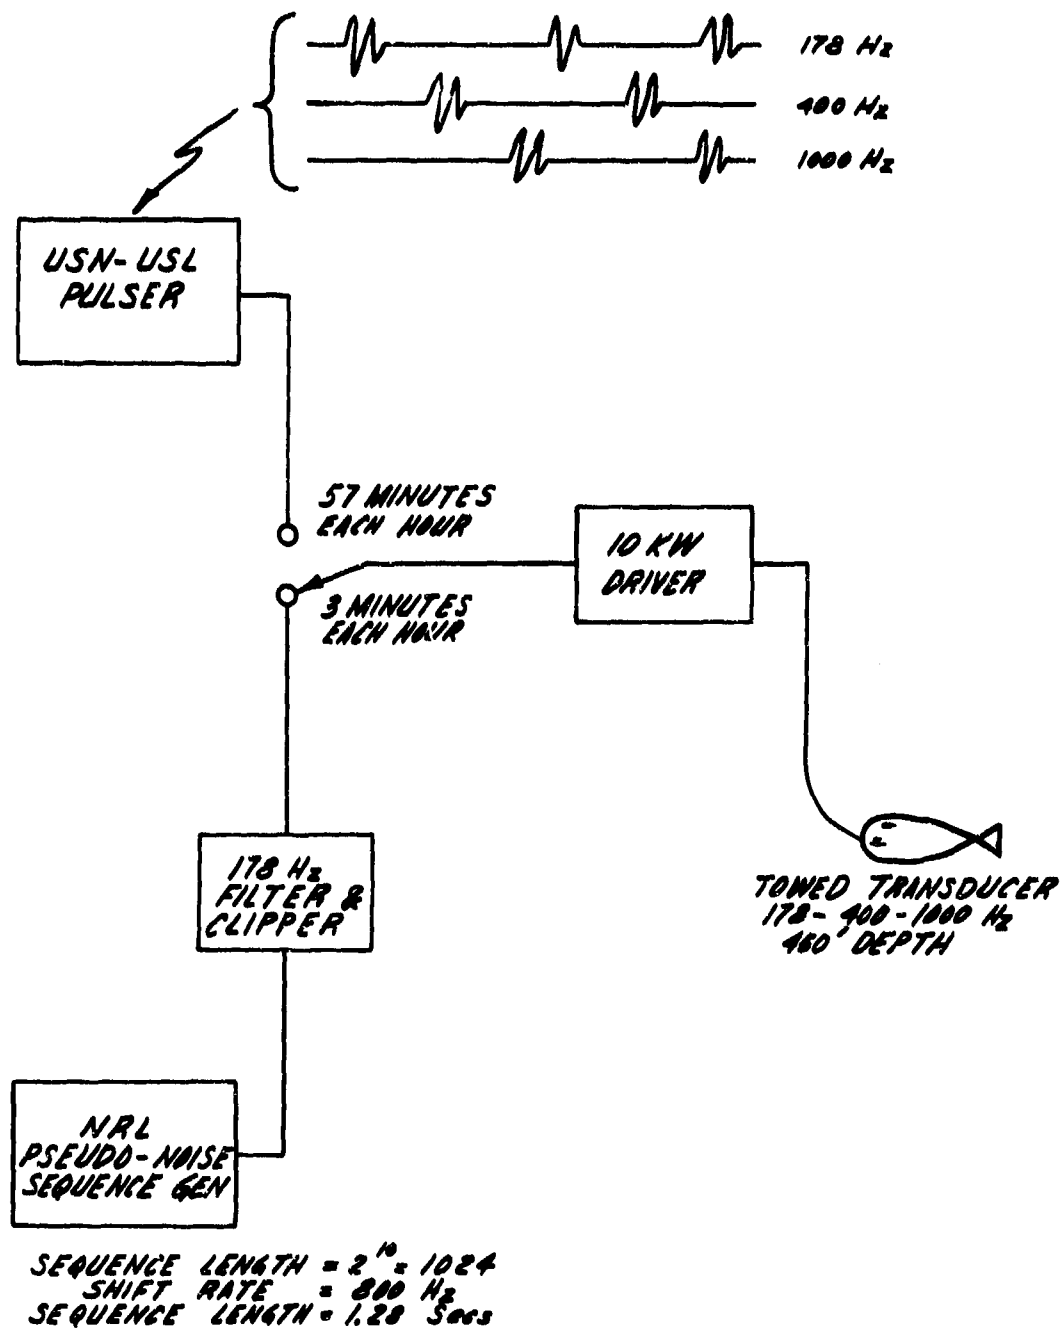 178 Hz
400 Hz
1000 Hz
USN-USL
PULSER
57 MINUTES
EACH HOUR
3 MINUTES
EACH HOUR
10 KW
DRIVER
178 Hz
FILTER &
CLIPPER
TOWED TRANSDUCER
178-400-1000 Hz
460' DEPTH
NRL
PSEUDO-NOISE
SEQUENCE GEN
SEQUENCE LENGTH = 2^10 = 1024
SHIFT RATE = 800 Hz
SEQUENCE LENGTH = 1.28 Secs